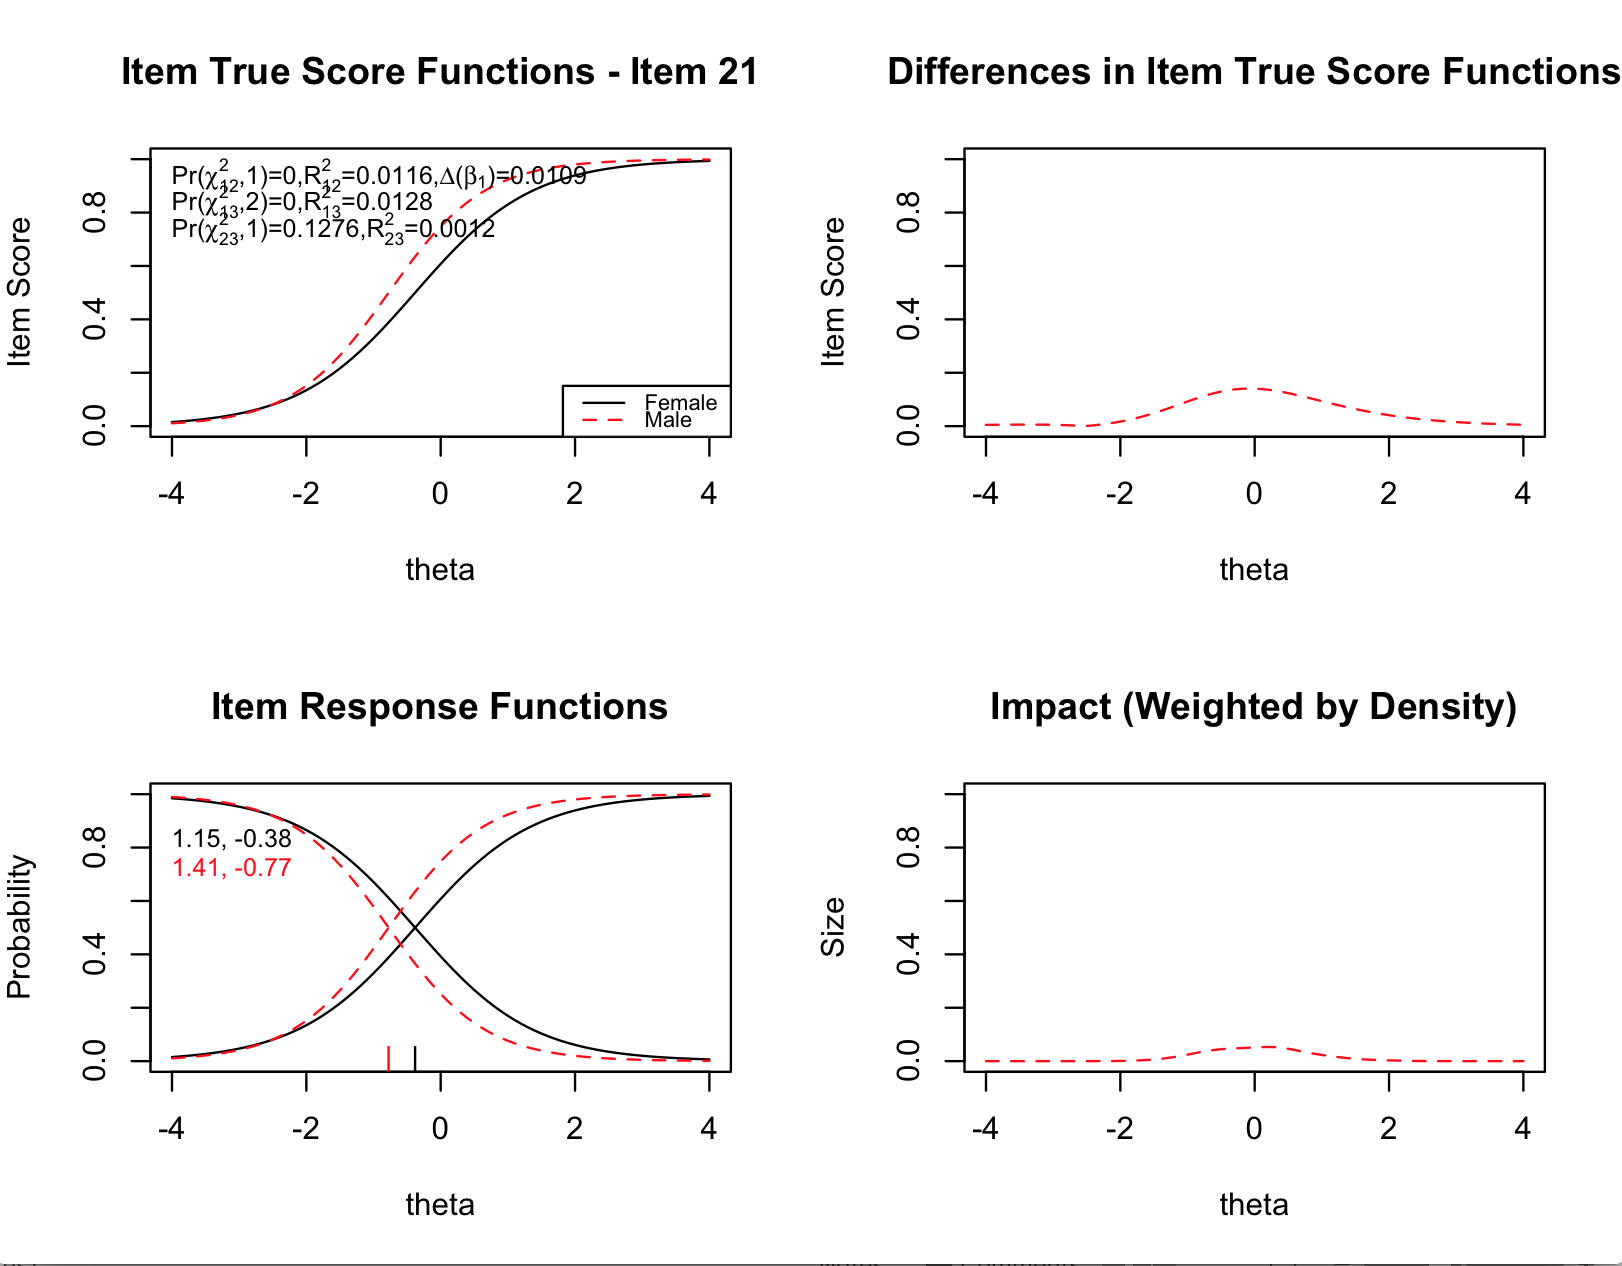 Item True Score Functions - Item 21
Pr(χ²₁₂,1)=0,R²₁₂=0.0116,Δ(β₁)=0.0109
Pr(χ²₁₃,2)=0,R²₁₃=0.0128
Pr(χ²₂₃,1)=0.1276,R²₂₃=0.0012
Item Score
0.8
0.4
0.0
Female
Male
-4 -2 0 2 4
theta
Differences in Item True Score Functions
Item Score
0.8
0.4
0.0
-4 -2 0 2 4
theta
Item Response Functions
Probability
0.8
0.4
0.0
1.15, -0.38
1.41, -0.77
-4 -2 0 2 4
theta
Impact (Weighted by Density)
Size
0.8
0.4
0.0
-4 -2 0 2 4
theta